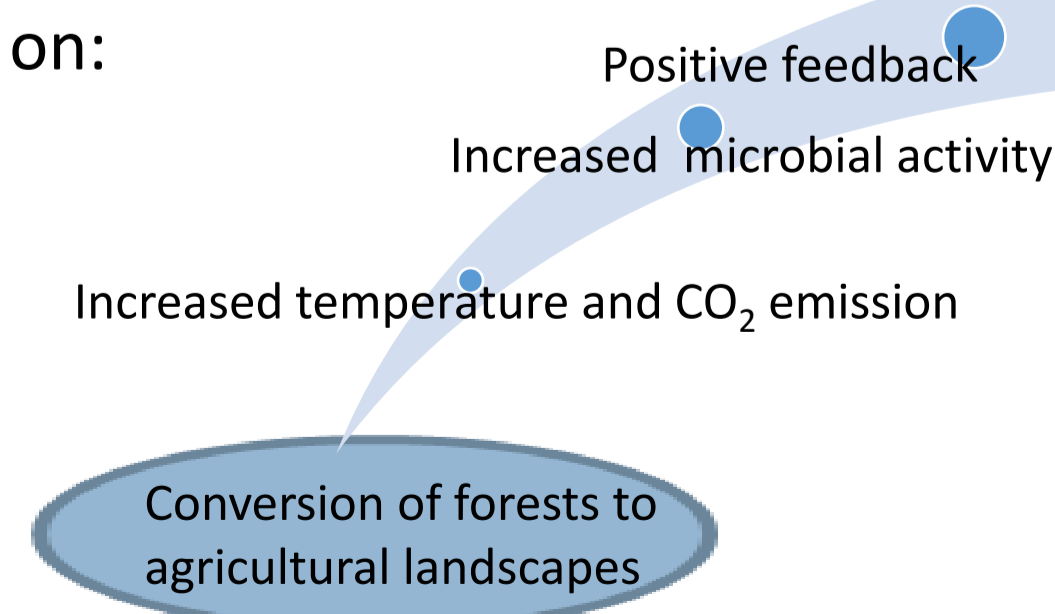 on:
Positive feedback
Increased  microbial activity
Increased temperature and CO₂ emission
Conversion of forests to
agricultural landscapes